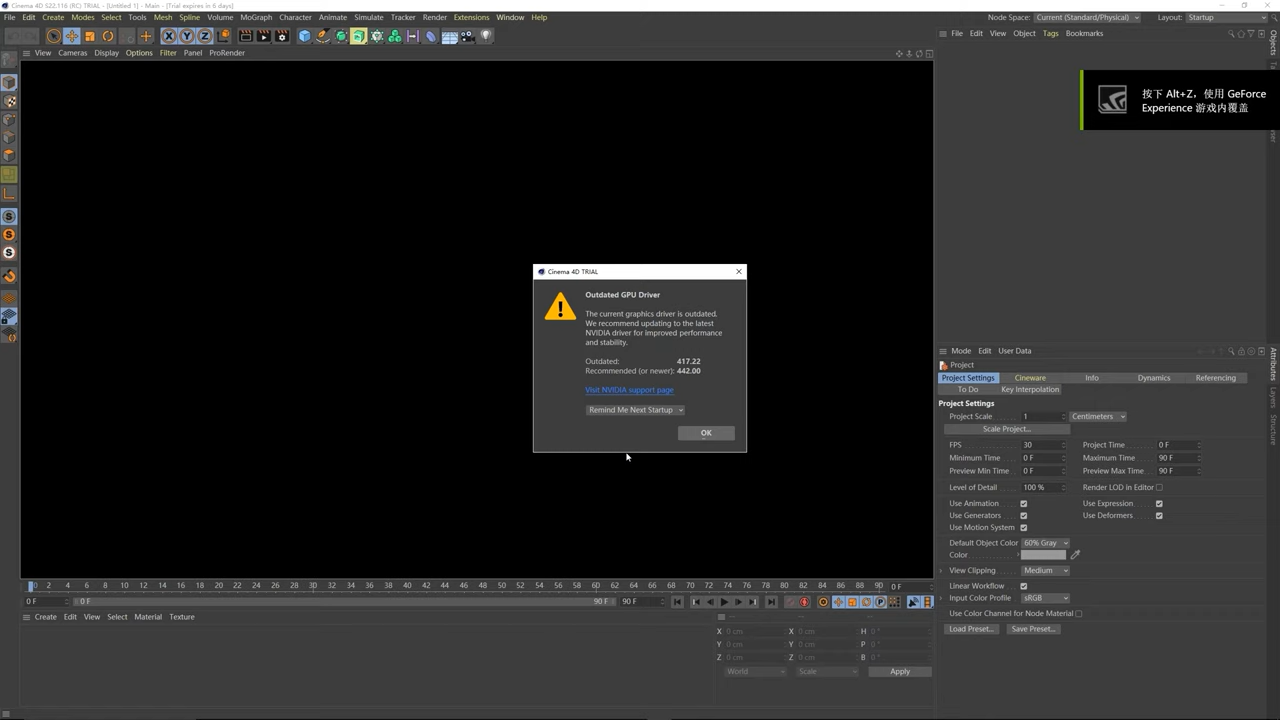 Cinema 4D S22.116 (RC) TRIAL - [Untitled 1] - Main - [Trial expires in 6 days]
File Edit Create Modes Select Tools Mesh Spline Volume MoGraph Character Animate Simulate Tracker Render Extensions Window Help
Node Space: Current (Standard/Physical) Layout: Startup
X Y Z
View Cameras Display Options Filter Panel ProRender
File Edit View Object Tags Bookmarks
Objects
按下 Alt+Z，使用 GeForce
Experience 游戏内覆盖
Cinema 4D TRIAL
Outdated GPU Driver
The current graphics driver is outdated.
We recommend updating to the latest
NVIDIA driver for improved performance
and stability.
Outdated: 417.22
Recommended (or newer): 442.00
Visit NVIDIA support page
Remind Me Next Startup
OK
Mode Edit User Data
Project
Project Settings Cineware Info Dynamics Referencing
To Do Key Interpolation
Project Settings
Project Scale 1 Centimeters
Scale Project...
FPS 30 Project Time 0 F
Minimum Time 0 F Maximum Time 90 F
Preview Min Time 0 F Preview Max Time 90 F
Level of Detail 100 % Render LOD in Editor
Use Animation Use Expression
Use Generators Use Deformers
Use Motion System
Default Object Color 60% Gray
Color
View Clipping Medium
Linear Workflow
Input Color Profile sRGB
Use Color Channel for Node Material
Load Preset... Save Preset...
Attributes
Layers
Structure
0 2 4 6 8 10 12 14 16 18 20 22 24 26 28 30 32 34 36 38 40 42 44 46 48 50 52 54 56 58 60 62 64 66 68 70 72 74 76 78 80 82 84 86 88 90 0 F
0 F 0 F 90 F 90 F
Create Edit View Select Material Texture
X 0 cm X 0 cm H 0 °
Y 0 cm Y 0 cm P 0 °
Z 0 cm Z 0 cm B 0 °
World Scale Apply